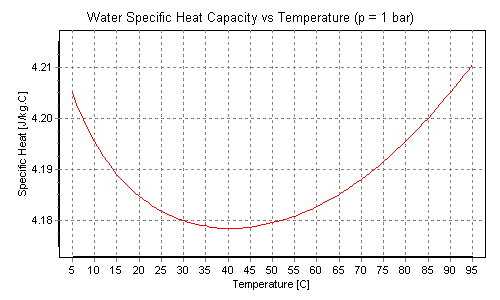 Water Specific Heat Capacity vs Temperature (p = 1 bar)
Specific Heat [J/kg.C]
4.21
4.20
4.19
4.18
5 10 15 20 25 30 35 40 45 50 55 60 65 70 75 80 85 90 95
Temperature [C]